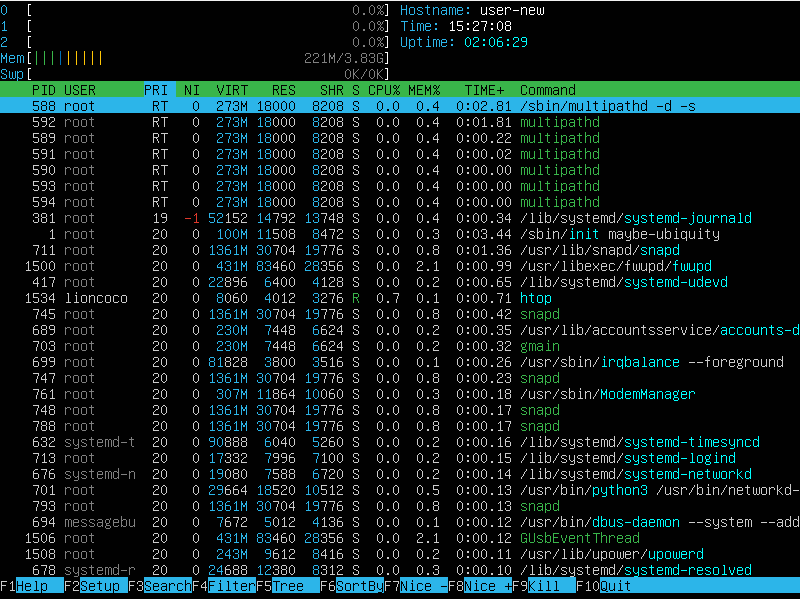 0 [ 0.0%] Hostname: user-new
1 [ 0.0%] Time: 15:27:08
2 [ 0.0%] Uptime: 02:06:29
Mem[|||||||||| 221M/3.83G]
Swp[ 0K/0K]
PID USER PRI NI VIRT RES SHR S CPU% MEM% TIME+ Command
588 root RT 0 273M 18000 8208 S 0.0 0.4 0:02.81 /sbin/multipathd -d -s
592 root RT 0 273M 18000 8208 S 0.0 0.4 0:01.81 multipathd
589 root RT 0 273M 18000 8208 S 0.0 0.4 0:00.22 multipathd
591 root RT 0 273M 18000 8208 S 0.0 0.4 0:00.02 multipathd
590 root RT 0 273M 18000 8208 S 0.0 0.4 0:00.00 multipathd
593 root RT 0 273M 18000 8208 S 0.0 0.4 0:00.00 multipathd
594 root RT 0 273M 18000 8208 S 0.0 0.4 0:00.00 multipathd
381 root 19 -1 52152 14792 13748 S 0.0 0.4 0:00.34 /lib/systemd/systemd-journald
1 root 20 0 100M 11508 8472 S 0.0 0.3 0:03.44 /sbin/init maybe-ubiquity
711 root 20 0 1361M 30704 19776 S 0.0 0.8 0:01.36 /usr/lib/snapd/snapd
1500 root 20 0 431M 83460 28356 S 0.0 2.1 0:00.99 /usr/libexec/fwupd/fwupd
417 root 20 0 22896 6400 4128 S 0.0 0.2 0:00.65 /lib/systemd/systemd-udevd
1534 lioncoco 20 0 8060 4012 3276 R 0.7 0.1 0:00.71 htop
745 root 20 0 1361M 30704 19776 S 0.0 0.8 0:00.42 snapd
689 root 20 0 230M 7448 6624 S 0.0 0.2 0:00.35 /usr/lib/accountsservice/accounts-d
703 root 20 0 230M 7448 6624 S 0.0 0.2 0:00.32 gmain
699 root 20 0 81828 3800 3516 S 0.0 0.1 0:00.26 /usr/sbin/irqbalance --foreground
747 root 20 0 1361M 30704 19776 S 0.0 0.8 0:00.23 snapd
761 root 20 0 307M 11864 10060 S 0.0 0.3 0:00.18 /usr/sbin/ModemManager
748 root 20 0 1361M 30704 19776 S 0.0 0.8 0:00.17 snapd
788 root 20 0 1361M 30704 19776 S 0.0 0.8 0:00.17 snapd
632 systemd-t 20 0 90888 6040 5260 S 0.0 0.2 0:00.16 /lib/systemd/systemd-timesyncd
713 root 20 0 17332 7996 7100 S 0.0 0.2 0:00.15 /lib/systemd/systemd-logind
676 systemd-n 20 0 19080 7588 6720 S 0.0 0.2 0:00.14 /lib/systemd/systemd-networkd
701 root 20 0 29664 18520 10512 S 0.0 0.5 0:00.13 /usr/bin/python3 /usr/bin/networkd-
793 root 20 0 1361M 30704 19776 S 0.0 0.8 0:00.13 snapd
694 messagebu 20 0 7672 5012 4136 S 0.0 0.1 0:00.12 /usr/bin/dbus-daemon --system --add
1506 root 20 0 431M 83460 28356 S 0.0 2.1 0:00.12 GUsbEventThread
1508 root 20 0 243M 9612 8416 S 0.0 0.2 0:00.11 /usr/lib/upower/upowerd
678 systemd-r 20 0 24688 12380 8312 S 0.0 0.3 0:00.10 /lib/systemd/systemd-resolved
F1Help F2Setup F3SearchF4FilterF5Tree F6SortByF7Nice -F8Nice +F9Kill F10Quit